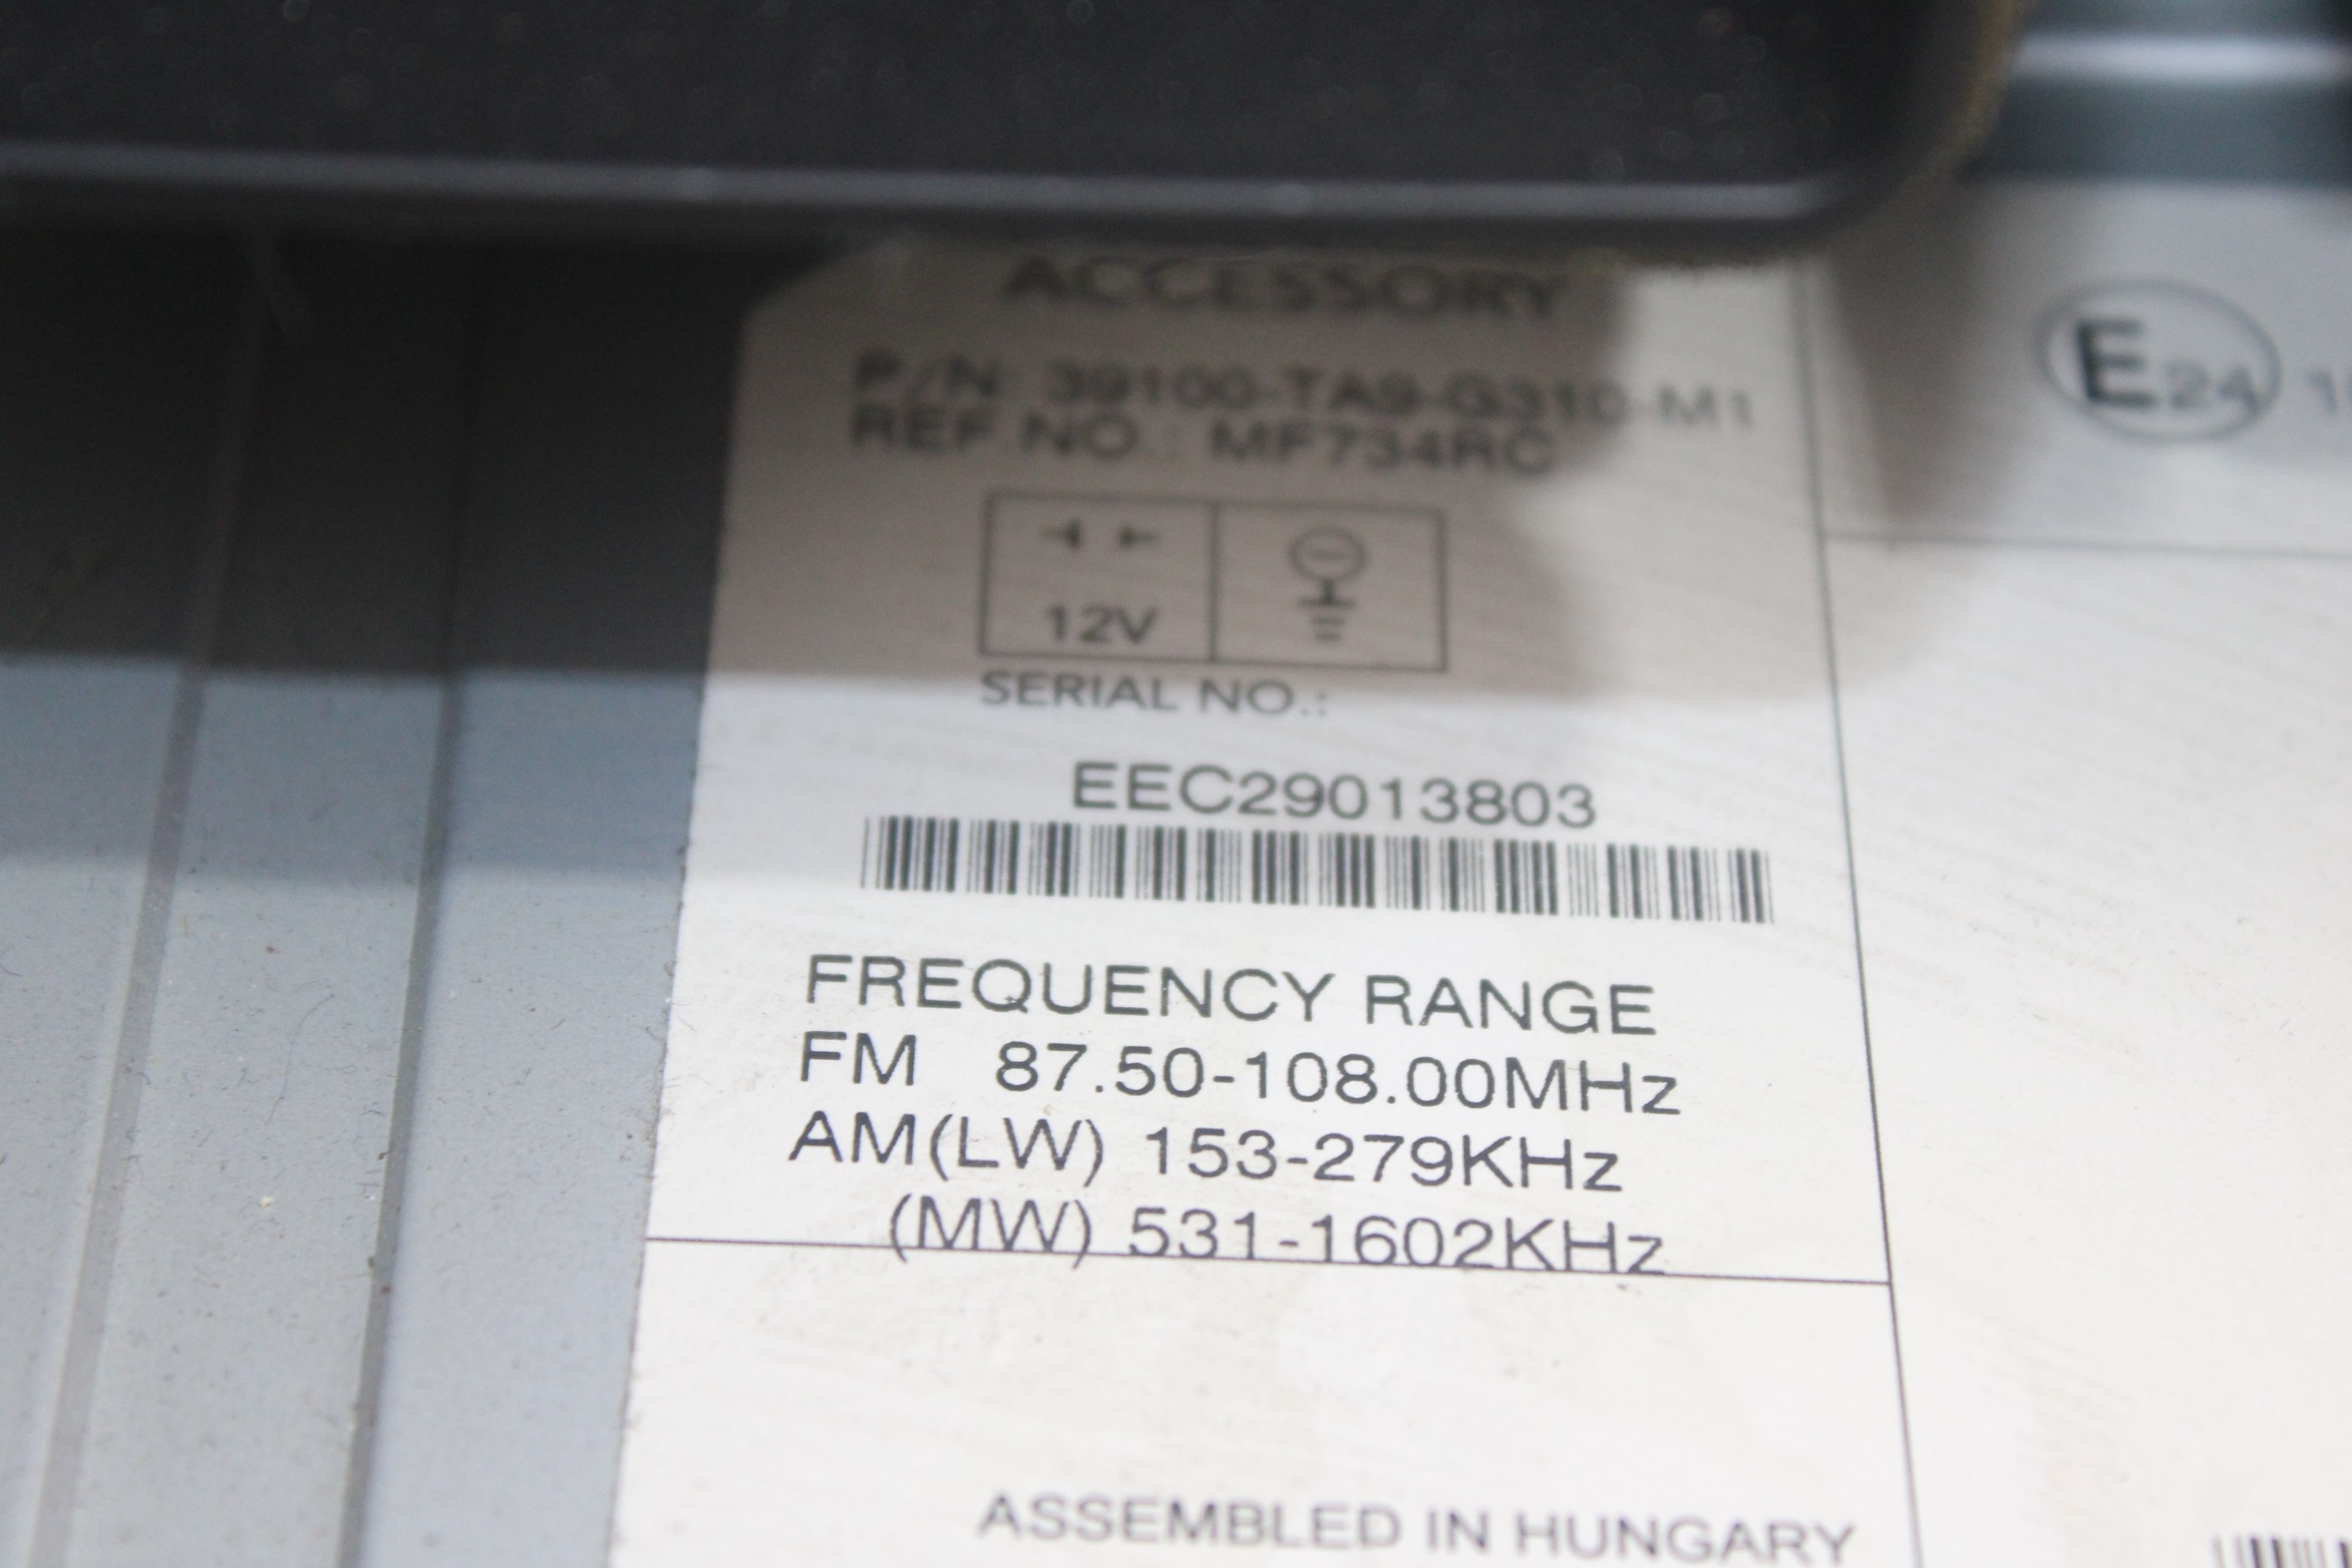 ACCESSORY
P/N 39100-TA9-G310-M1
REF.NO.: MF734RC
E24
12V
SERIAL NO.:
EEC29013803
FREQUENCY RANGE
FM 87.50-108.00MHz
AM(LW) 153-279KHz
(MW) 531-1602KHz
ASSEMBLED IN HUNGARY